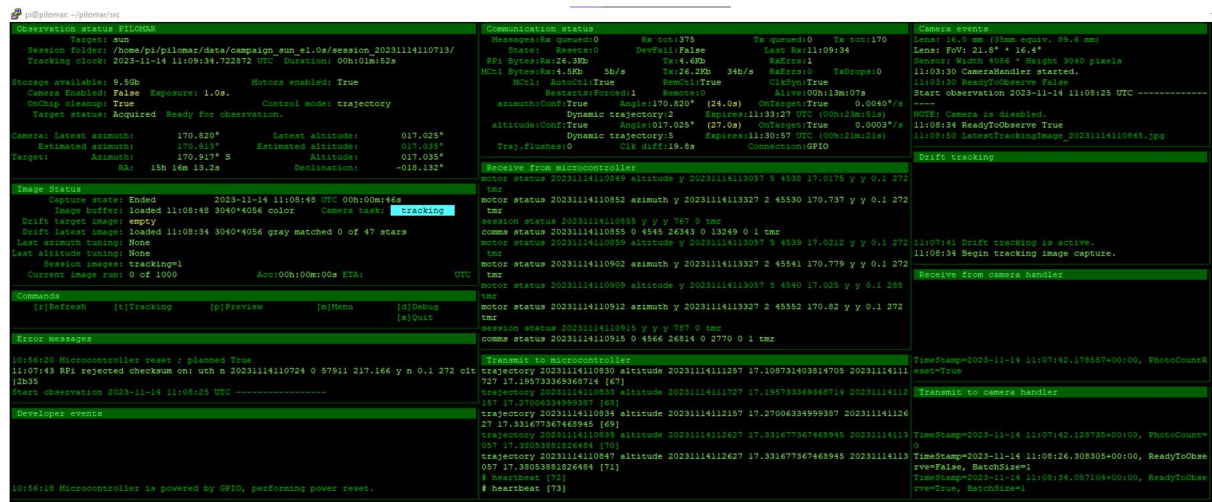 pi@pilomar: ~/pilomar/src
Observation status PILOMAR
Target: sun
Session folder: /home/pi/pilomar/data/campaign_sun_e1.0s/session_20231114110713/
Tracking clock: 2023-11-14 11:09:34.722872 UTC Duration: 00h:01m:52s
Storage available: 9.5Gb Motors enabled: True
Camera Enabled: False Exposure: 1.0s.
OnChip cleanup: True Control mode: trajectory
Target status: Acquired Ready for observation.
Camera: Latest azimuth: 170.820° Latest altitude: 017.025°
Estimated azimuth: 170.913° Estimated altitude: 017.035°
Target: Azimuth: 170.917° S Altitude: 017.035°
RA: 15h 16m 13.2s Declination: -018.132°
Image Status
Capture state: Ended 2023-11-14 11:08:48 UTC 00h:00m:46s
Image buffer: loaded 11:08:48 3040*4056 color Camera task: tracking
Drift target image: empty
Drift latest image: loaded 11:08:34 3040*4056 gray matched 0 of 47 stars
Last azimuth tuning: None
Last altitude tuning: None
Session images: tracking=1
Current image run: 0 of 1000 Acc:00h:00m:00s ETA: UTC
Commands
[r]Refresh [t]Tracking [p]Preview [m]Menu [d]Debug
[x]Quit
Error messages
10:56:20 Microcontroller reset ; planned True
11:07:43 RPi rejected checksum on: uth n 20231114110724 0 57911 217.166 y n 0.1 272 clt
|2b35
Start observation 2023-11-14 11:08:25 UTC -----------------
Developer events
10:56:18 Microcontroller is powered by GPIO, performing power reset.
Communication status
Messages:Rx queued:0 Rx tot:375 Tx queued:0 Tx tot:170
State: Resets:0 DevFail:False Last Rx:11:09:34
RPi Bytes:Rx:26.3Kb Tx:4.6Kb RxErrs:1
MCtl Bytes:Rx:4.5Kb 5b/s Tx:26.2Kb 34b/s RxErrs:0 TxDrops:0
MCtl: AutoCtl:True RemCtl:True ClkSyn:True
Restarts:Forced:1 Remote:0 Alive:00h:13m:07s
azimuth:Conf:True Angle:170.820° (24.0s) OnTarget:True 0.0040°/s
Dynamic trajectory:2 Expires:11:33:27 UTC (00h:23m:51s)
altitude:Conf:True Angle:017.025° (27.0s) OnTarget:True 0.0003°/s
Dynamic trajectory:5 Expires:11:30:57 UTC (00h:21m:21s)
Traj.flushes:0 Clk diff:19.8s Connection:GPIO
Receive from microcontroller
motor status 20231114110849 altitude y 20231114113057 5 4538 17.0175 y y 0.1 272
tmr
motor status 20231114110852 azimuth y 20231114113327 2 45530 170.737 y y 0.1 272
tmr
session status 20231114110855 y y y 767 0 tmr
comms status 20231114110855 0 4545 26343 0 13249 0 1 tmr
motor status 20231114110859 altitude y 20231114113057 5 4539 17.0212 y y 0.1 272
tmr
motor status 20231114110902 azimuth y 20231114113327 2 45541 170.779 y y 0.1 272
tmr
motor status 20231114110909 altitude y 20231114113057 5 4540 17.025 y y 0.1 288
tmr
motor status 20231114110912 azimuth y 20231114113327 2 45552 170.82 y y 0.1 272
tmr
session status 20231114110915 y y y 787 0 tmr
comms status 20231114110915 0 4566 26814 0 2770 0 1 tmr
Transmit to microcontroller
trajectory 20231114110830 altitude 20231114111257 17.108731403814705 20231114111
727 17.195733369368714 [67]
trajectory 20231114110833 altitude 20231114111727 17.195733369368714 20231114112
157 17.27006334999387 [68]
trajectory 20231114110834 altitude 20231114112157 17.27006334999387 202311141126
27 17.331677367468945 [69]
trajectory 20231114110839 altitude 20231114112627 17.331677367468945 20231114113
057 17.38053881826484 [70]
trajectory 20231114110847 altitude 20231114112627 17.331677367468945 20231114113
057 17.38053881826484 [71]
# heartbeat [72]
# heartbeat [73]
Camera events
Lens: 16.0 mm (35mm equiv. 89.6 mm)
Lens: FoV: 21.8° * 16.4°
Sensor: Width 4056 * Height 3040 pixels
11:03:30 CameraHandler started.
11:03:30 ReadyToObserve False
Start observation 2023-11-14 11:08:25 UTC -------------
----
NOTE: Camera is disabled.
11:08:34 ReadyToObserve True
11:08:50 LatestTrackingImage_20231114110848.jpg
Drift tracking
11:07:41 Drift tracking is active.
11:08:34 Begin tracking image capture.
Receive from camera handler
TimeStamp=2023-11-14 11:07:42.178557+00:00, PhotoCountR
eset=True
Transmit to camera handler
TimeStamp=2023-11-14 11:07:42.128735+00:00, PhotoCount=
0
TimeStamp=2023-11-14 11:08:26.308305+00:00, ReadyToObse
rve=False, BatchSize=1
TimeStamp=2023-11-14 11:08:34.057104+00:00, ReadyToObse
rve=True, BatchSize=1